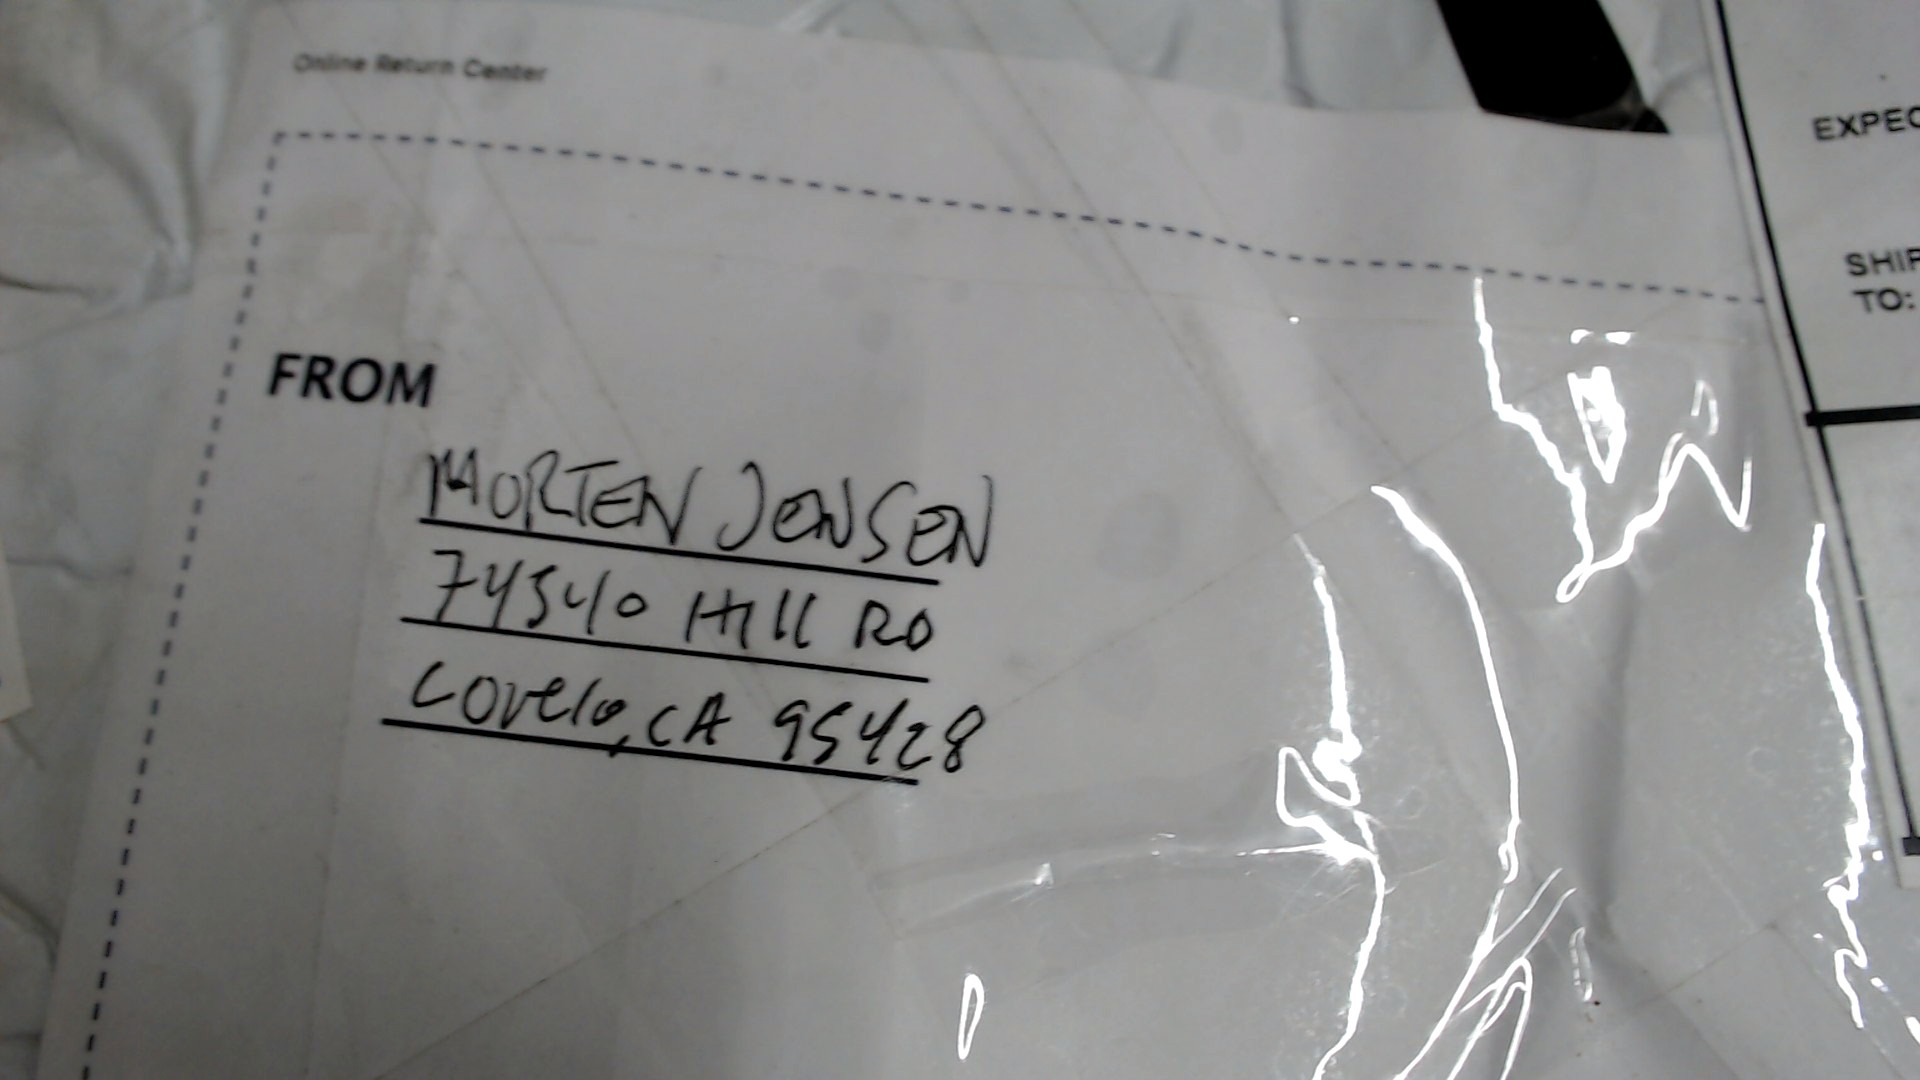 Online Return Center
FROM
MORTEN JENSEN
74540 Hill RD
Covelo, CA 95428
EXPEC
SHIP
TO: